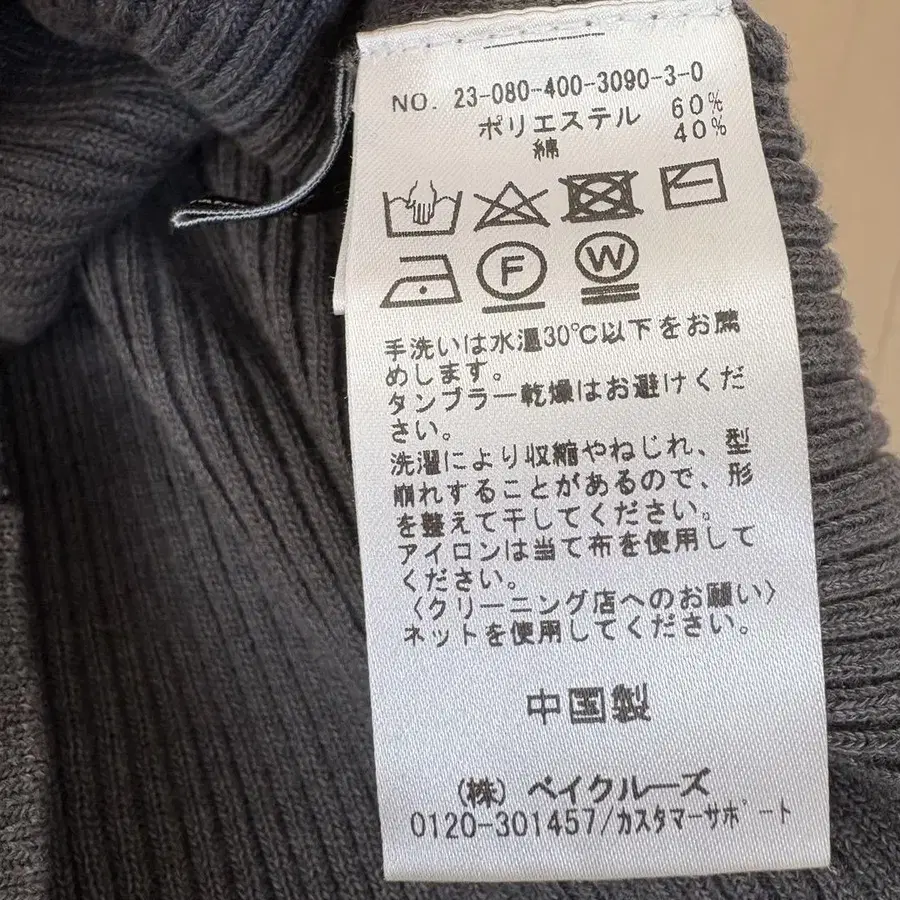 NO. 23-080-400-3090-3-0
ポリエステル 60%
綿 40%
F W
手洗いは水温30℃以下をお薦
めします。
タンブラー乾燥はお避けくだ
さい。
洗濯により収縮やねじれ、型
崩れすることがあるので、形
を整えて干してください。
アイロンは当て布を使用して
ください。
〈クリーニング店へのお願い〉
ネットを使用してください。
中国製
(株) ベイクルーズ
0120-301457/カスタマーサポート